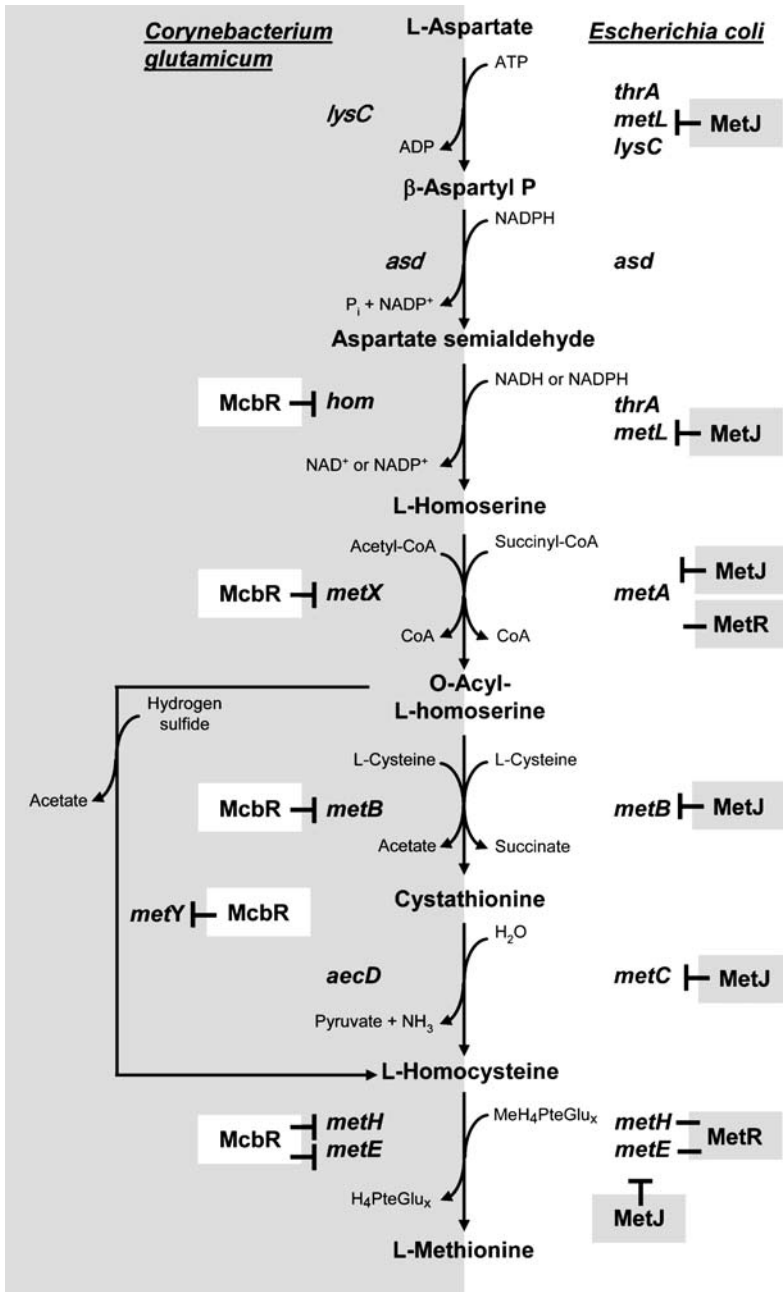 Corynebacterium
glutamicum
L-Aspartate
Escherichia coli
ATP
lysC
thrA
metL
lysC
MetJ
ADP
β-Aspartyl P
NADPH
asd
asd
Pi + NADP+
Aspartate semialdehyde
NADH or NADPH
McbR
hom
thrA
metL
MetJ
NAD+ or NADP+
L-Homoserine
Acetyl-CoA
Succinyl-CoA
McbR
metX
metA
MetJ
MetR
CoA
CoA
O-Acyl-
L-homoserine
Hydrogen
sulfide
Acetate
L-Cysteine
L-Cysteine
McbR
metB
metB
MetJ
Acetate
Succinate
Cystathionine
metY
McbR
H2O
aecD
metC
MetJ
Pyruvate + NH3
L-Homocysteine
McbR
metH
metE
MeH4PteGlux
metH
metE
MetR
H4PteGlux
MetJ
L-Methionine